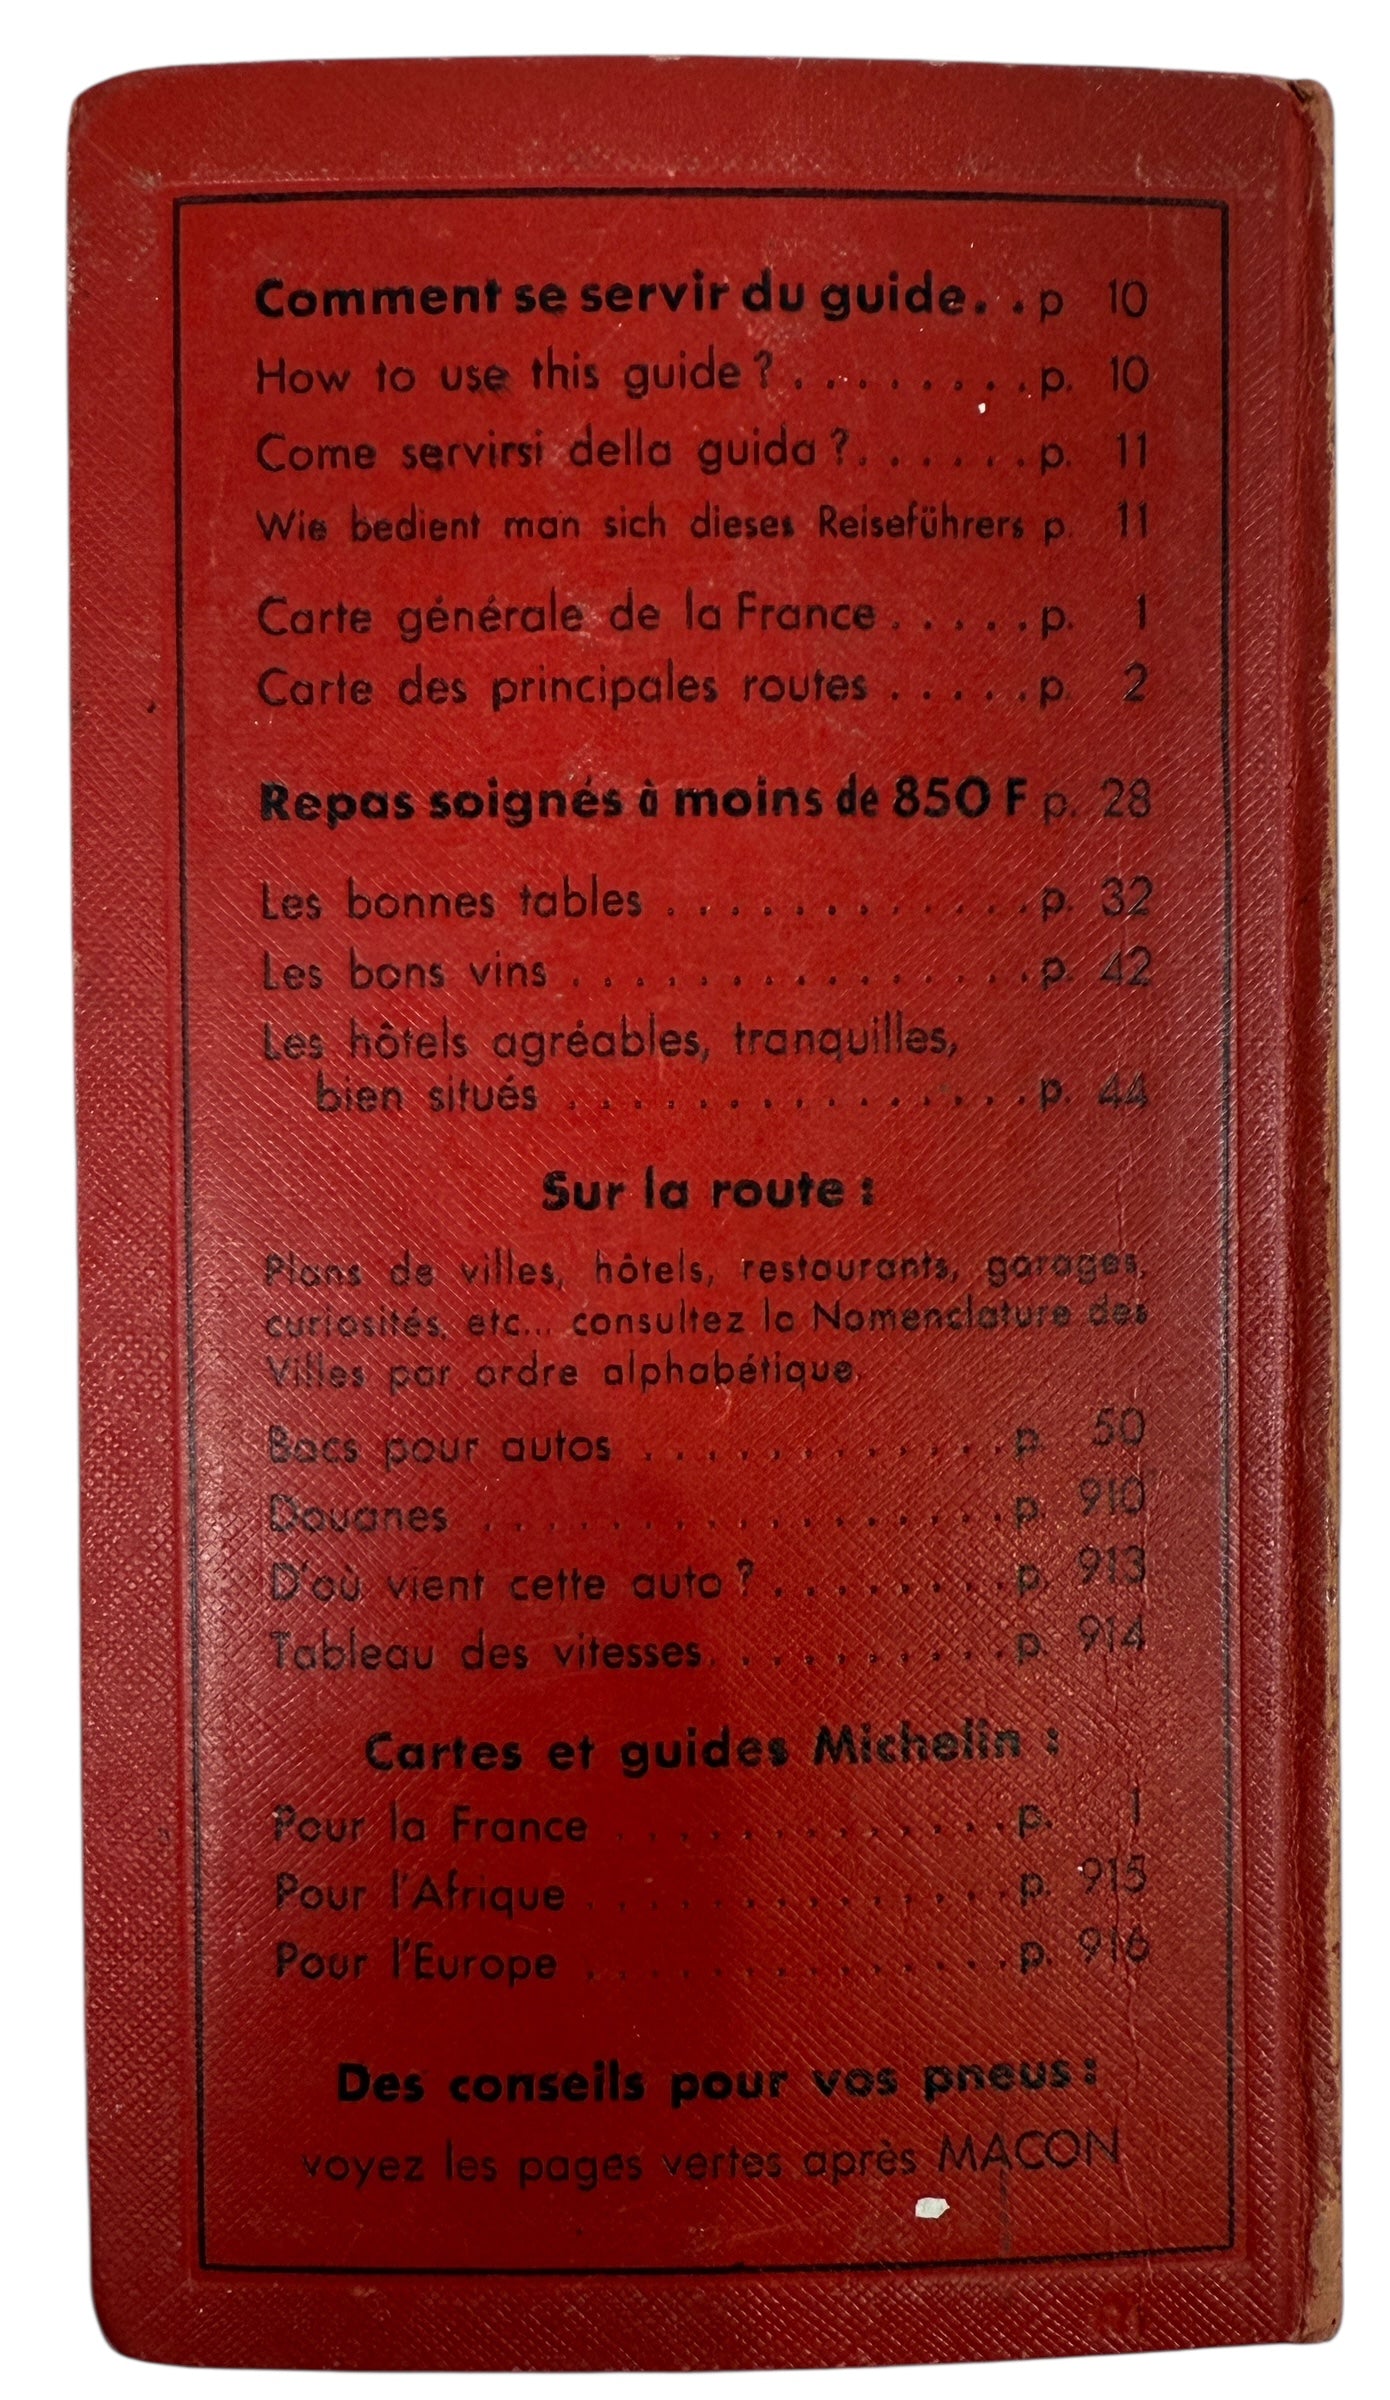 Comment se servir du guide. . p 10
How to use this guide ? . . . . . . . . p. 10
Come servirsi della guida ? . . . . . . p. 11
Wie bedient man sich dieses Reiseführers p. 11
Carte générale de la France . . . . . p. 1
Carte des principales routes . . . . . p. 2
Repas soignés à moins de 850 F p. 28
Les bonnes tables . . . . . . . . . . . . p. 32
Les bons vins . . . . . . . . . . . . . . . p. 42
Les hôtels agréables, tranquilles,
bien situés . . . . . . . . . . . . . . . p. 44
Sur la route :
Plans de villes, hôtels, restaurants, garages,
curiosités, etc... consultez la Nomenclature des
Villes par ordre alphabétique.
Bacs pour autos . . . . . . . . . . . . p. 50
Douanes . . . . . . . . . . . . . . . . . p. 910
D'où vient cette auto ? . . . . . . . . p. 913
Tableau des vitesses. . . . . . . . . . p. 914
Cartes et guides Michelin :
Pour la France . . . . . . . . . . . . . p. 1
Pour l'Afrique . . . . . . . . . . . . . . p. 915
Pour l'Europe . . . . . . . . . . . . . . p. 916
Des conseils pour vos pneus :
voyez les pages vertes après MACON